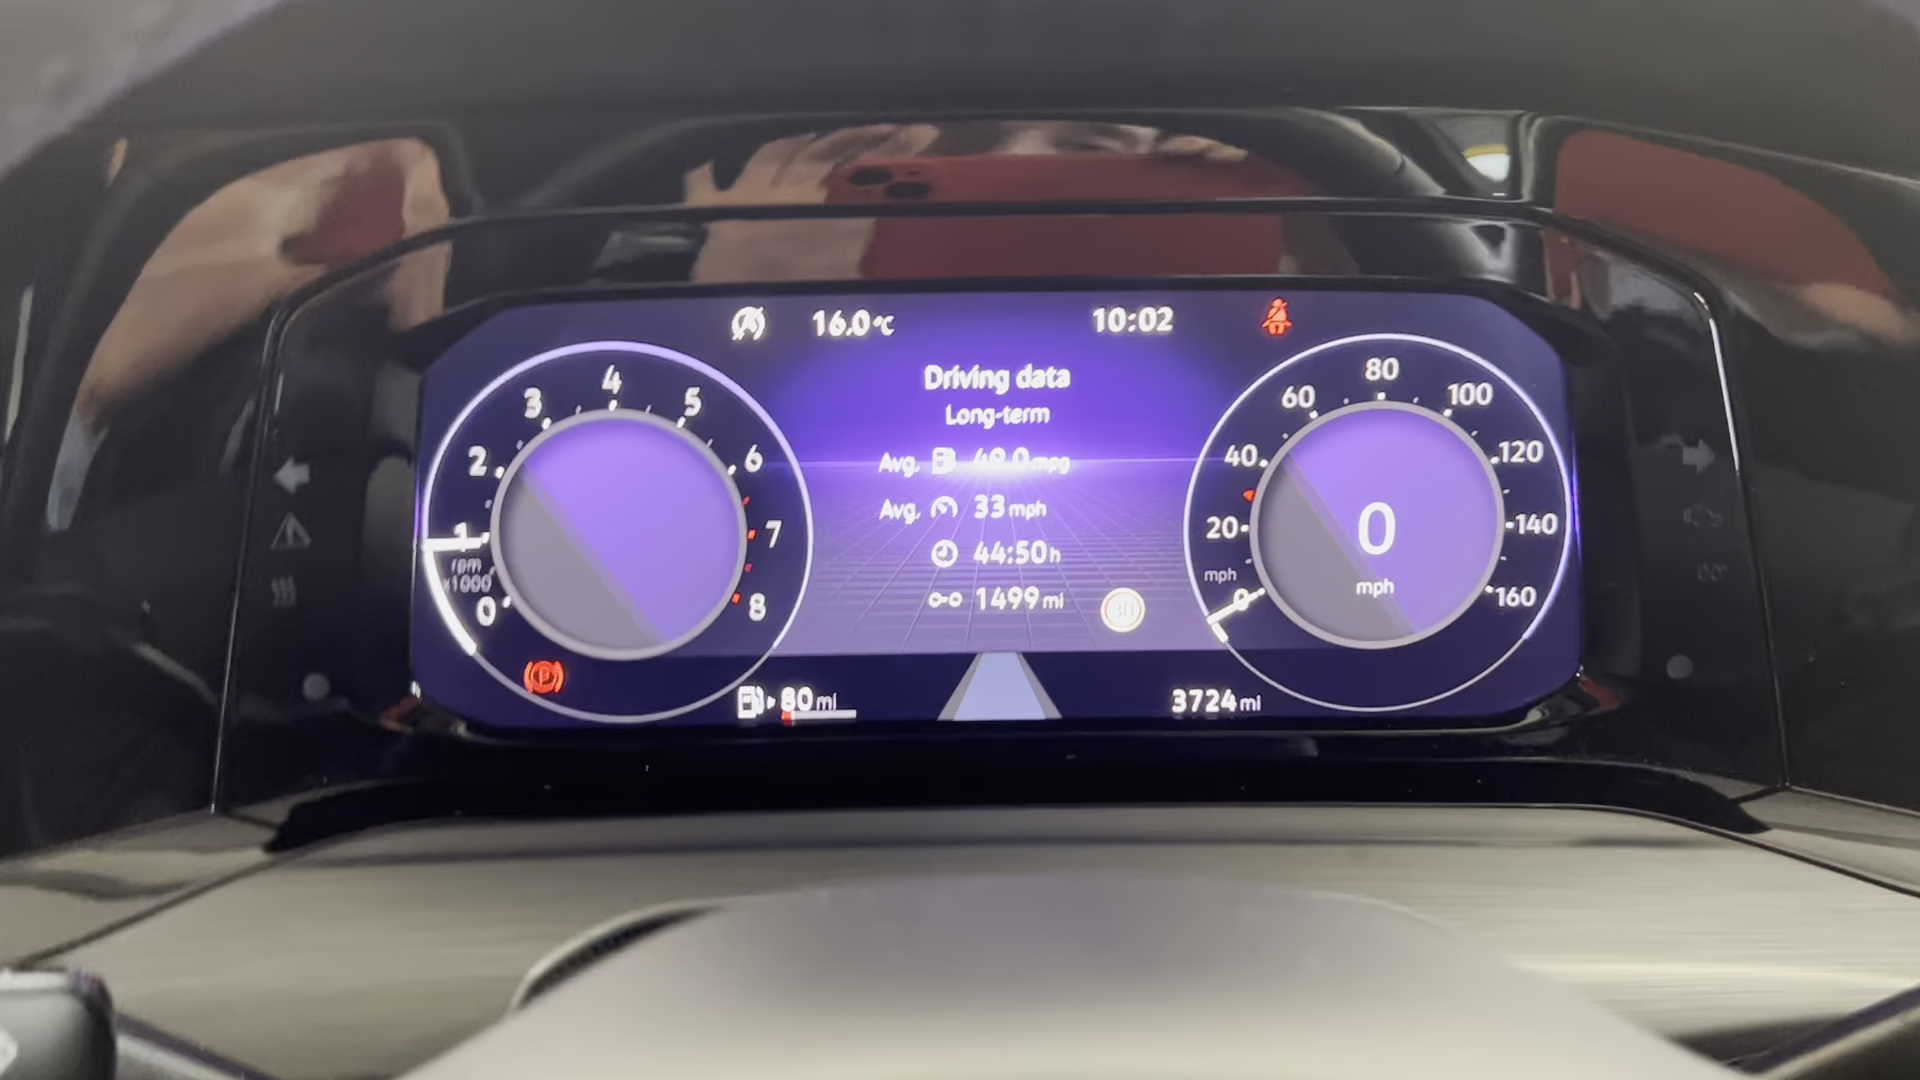 16.0°C
10:02
Driving data
Long-term
Avg. mpg
Avg. 33 mph
44:50 h
1499 mi
0
1
2
3
4
5
6
7
8
rpm
x1000
0
20
40
60
80
100
120
140
160
mph
0
mph
P
80 mi
3724 mi